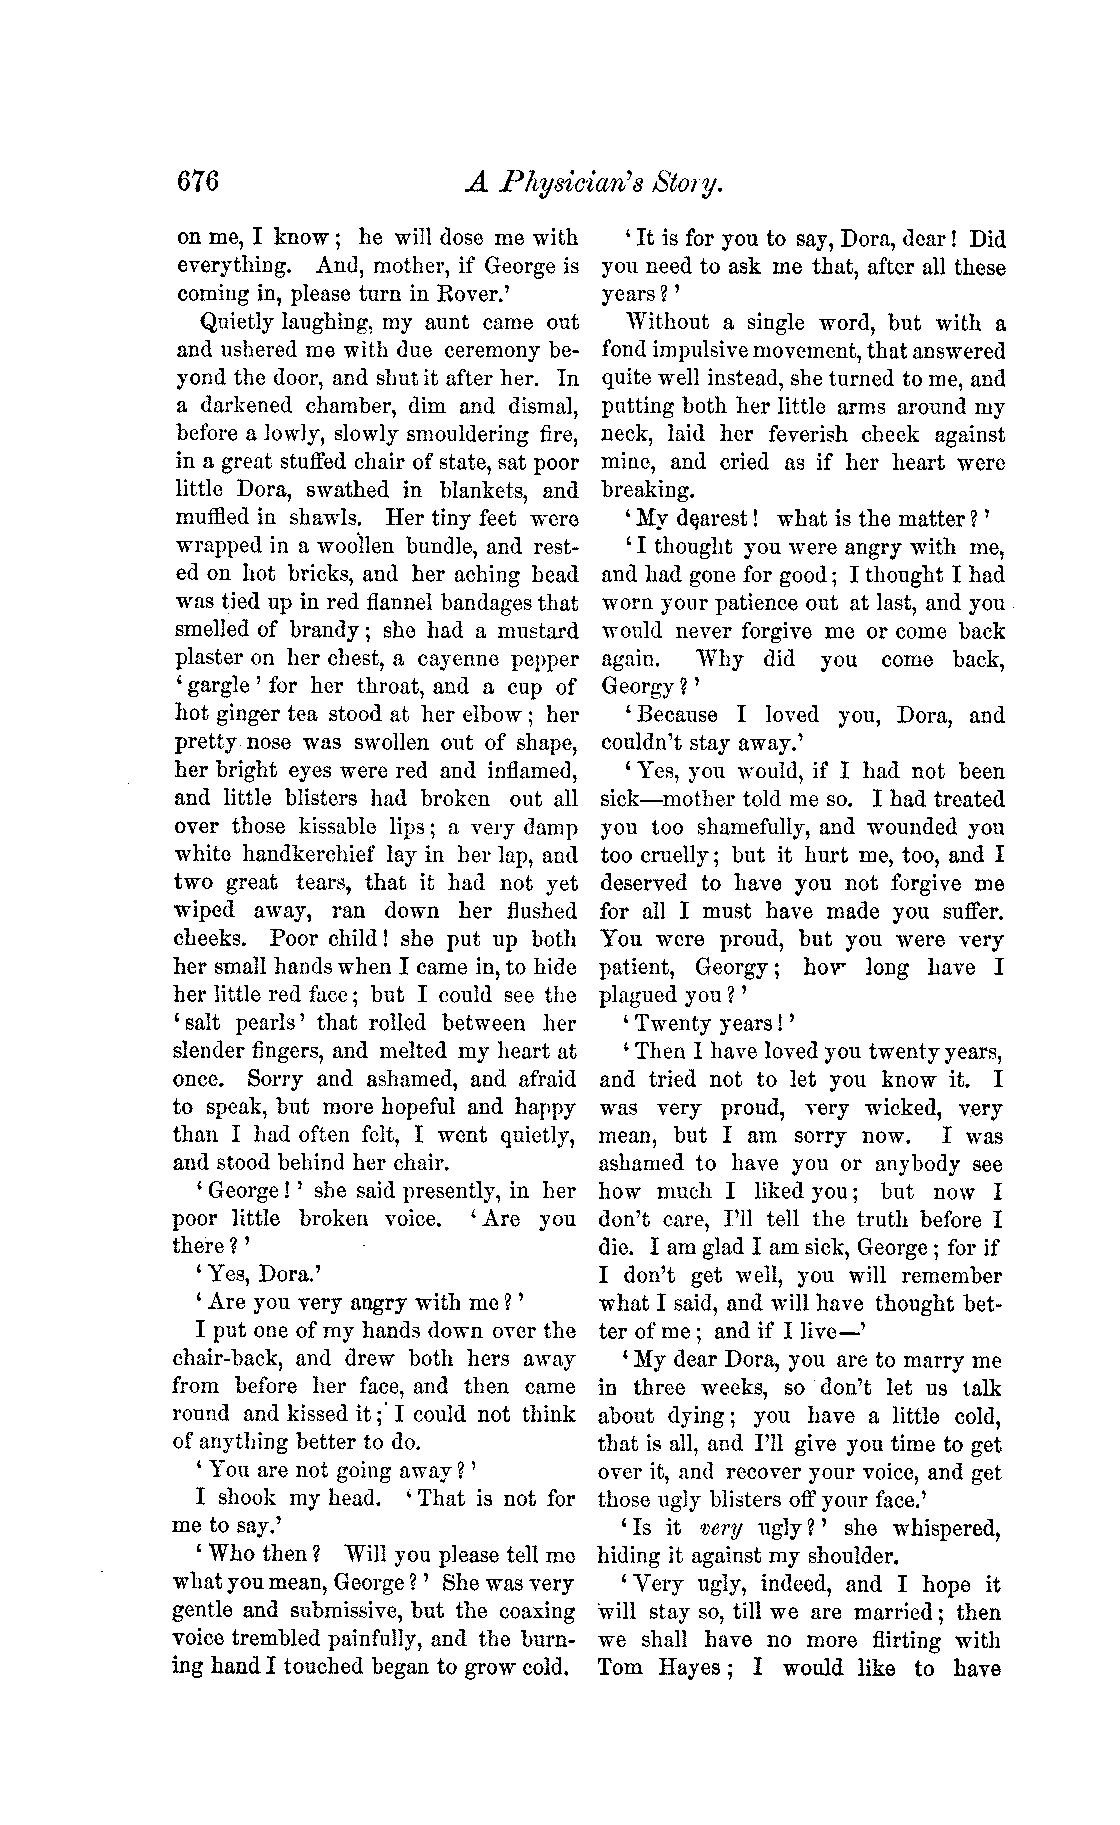 676 A Physician's Story.
on me, I know; he will dose me with
everything. And, mother, if George is
coming in, please turn in Rover.'
Quietly laughing, my aunt came out
and ushered me with due ceremony be-
yond the door, and shut it after her. In
a darkened chamber, dim and dismal,
before a lowly, slowly smouldering fire,
in a great stuffed chair of state, sat poor
little Dora, swathed in blankets, and
muffled in shawls. Her tiny feet were
wrapped in a woollen bundle, and rest-
ed on hot bricks, and her aching head
was tied up in red flannel bandages that
smelled of brandy; she had a mustard
plaster on her chest, a cayenne pepper
'gargle' for her throat, and a cup of
hot ginger tea stood at her elbow; her
pretty nose was swollen out of shape,
her bright eyes were red and inflamed,
and little blisters had broken out all
over those kissable lips; a very damp
white handkerchief lay in her lap, and
two great tears, that it had not yet
wiped away, ran down her flushed
cheeks. Poor child! she put up both
her small hands when I came in, to hide
her little red face; but I could see the
'salt pearls' that rolled between her
slender fingers, and melted my heart at
once. Sorry and ashamed, and afraid
to speak, but more hopeful and happy
than I had often felt, I went quietly,
and stood behind her chair.
'George!' she said presently, in her
poor little broken voice. 'Are you
there?'
'Yes, Dora.'
'Are you very angry with me?'
I put one of my hands down over the
chair-back, and drew both hers away
from before her face, and then came
round and kissed it; I could not think
of anything better to do.
'You are not going away?'
I shook my head. 'That is not for
me to say.'
'Who then? Will you please tell me
what you mean, George?' She was very
gentle and submissive, but the coaxing
voice trembled painfully, and the burn-
ing hand I touched began to grow cold.
'It is for you to say, Dora, dear! Did
you need to ask me that, after all these
years?'
Without a single word, but with a
fond impulsive movement, that answered
quite well instead, she turned to me, and
putting both her little arms around my
neck, laid her feverish cheek against
mine, and cried as if her heart were
breaking.
'My dearest! what is the matter?'
'I thought you were angry with me,
and had gone for good; I thought I had
worn your patience out at last, and you
would never forgive me or come back
again. Why did you come back,
Georgy?'
'Because I loved you, Dora, and
couldn't stay away.'
'Yes, you would, if I had not been
sick—mother told me so. I had treated
you too shamefully, and wounded you
too cruelly; but it hurt me, too, and I
deserved to have you not forgive me
for all I must have made you suffer.
You were proud, but you were very
patient, Georgy; how long have I
plagued you?'
'Twenty years!'
'Then I have loved you twenty years,
and tried not to let you know it. I
was very proud, very wicked, very
mean, but I am sorry now. I was
ashamed to have you or anybody see
how much I liked you; but now I
don't care, I'll tell the truth before I
die. I am glad I am sick, George; for if
I don't get well, you will remember
what I said, and will have thought bet-
ter of me; and if I live—'
'My dear Dora, you are to marry me
in three weeks, so don't let us talk
about dying; you have a little cold,
that is all, and I'll give you time to get
over it, and recover your voice, and get
those ugly blisters off your face.'
'Is it very ugly?' she whispered,
hiding it against my shoulder.
'Very ugly, indeed, and I hope it
will stay so, till we are married; then
we shall have no more flirting with
Tom Hayes; I would like to have